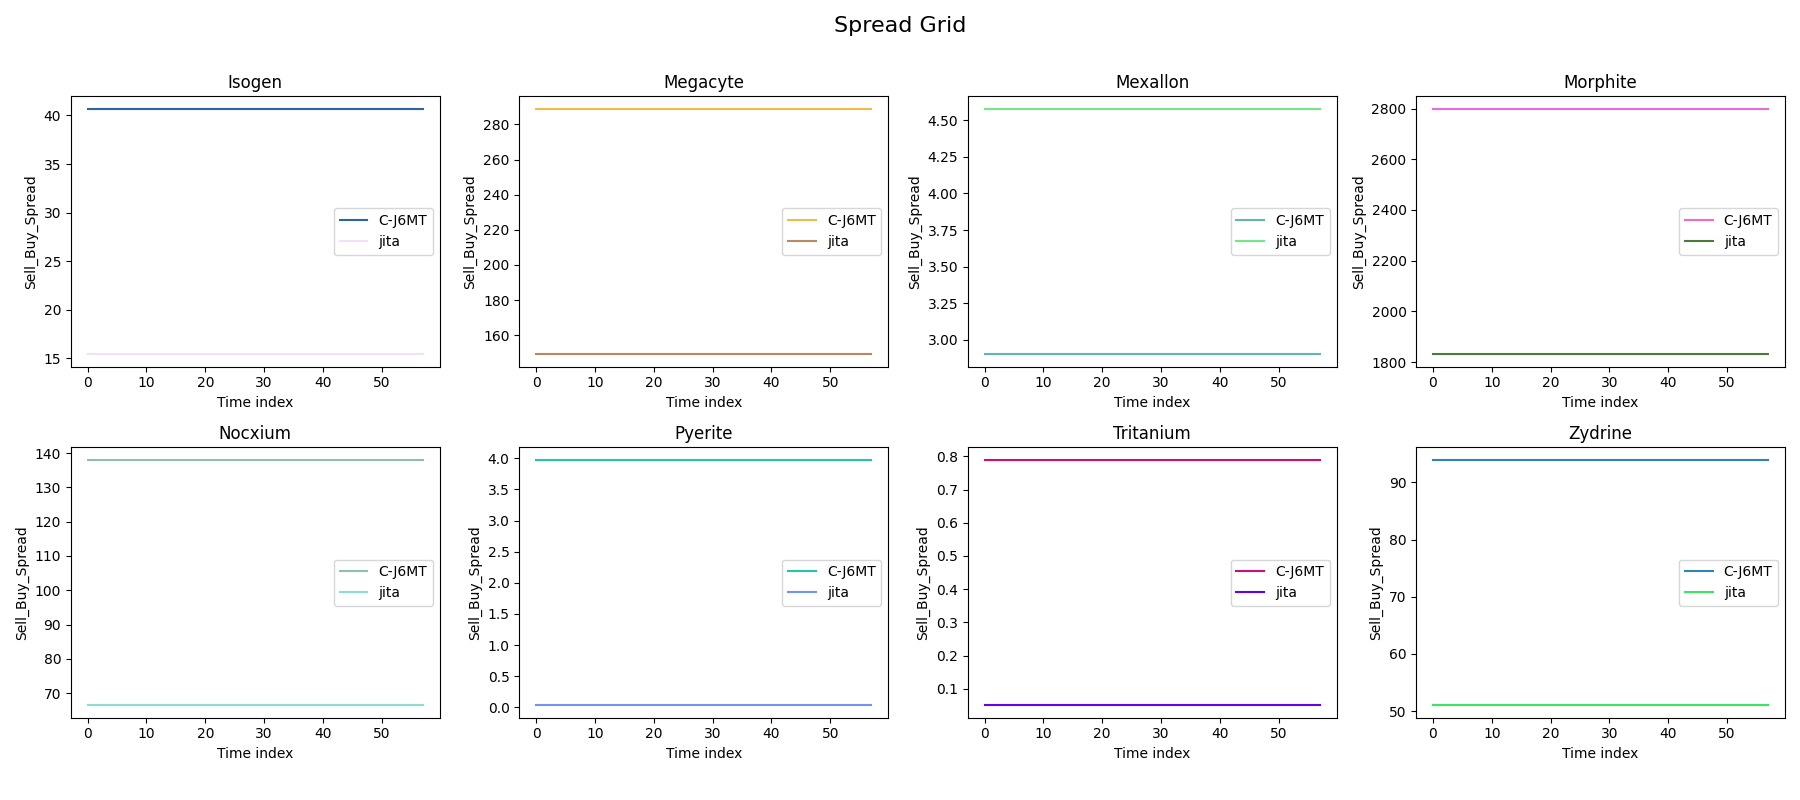 Spread Grid
Isogen
Sell_Buy_Spread
40
35
30
25
20
15
C-J6MT
jita
0 10 20 30 40 50
Time index
Megacyte
Sell_Buy_Spread
280
260
240
220
200
180
160
C-J6MT
jita
0 10 20 30 40 50
Time index
Mexallon
Sell_Buy_Spread
4.50
4.25
4.00
3.75
3.50
3.25
3.00
C-J6MT
jita
0 10 20 30 40 50
Time index
Morphite
Sell_Buy_Spread
2800
2600
2400
2200
2000
1800
C-J6MT
jita
0 10 20 30 40 50
Time index
Nocxium
Sell_Buy_Spread
140
130
120
110
100
90
80
70
C-J6MT
jita
0 10 20 30 40 50
Time index
Pyerite
Sell_Buy_Spread
4.0
3.5
3.0
2.5
2.0
1.5
1.0
0.5
0.0
C-J6MT
jita
0 10 20 30 40 50
Time index
Tritanium
Sell_Buy_Spread
0.8
0.7
0.6
0.5
0.4
0.3
0.2
0.1
C-J6MT
jita
0 10 20 30 40 50
Time index
Zydrine
Sell_Buy_Spread
90
80
70
60
50
C-J6MT
jita
0 10 20 30 40 50
Time index